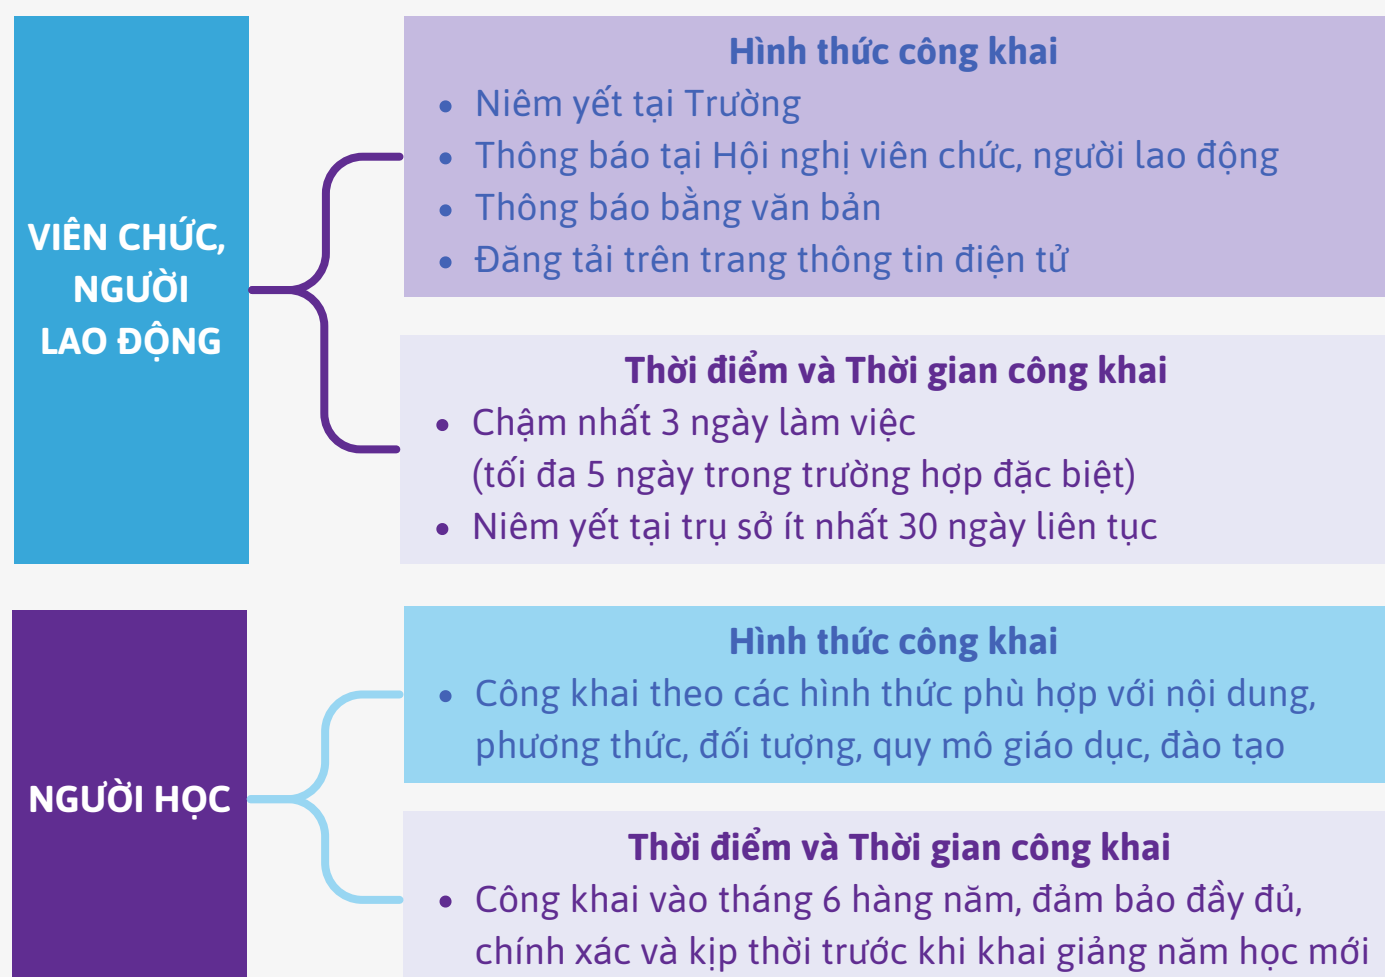 VIÊN CHỨC,
NGƯỜI
LAO ĐỘNG
Hình thức công khai
• Niêm yết tại Trường
• Thông báo tại Hội nghị viên chức, người lao động
• Thông báo bằng văn bản
• Đăng tải trên trang thông tin điện tử
Thời điểm và Thời gian công khai
• Chậm nhất 3 ngày làm việc
(tối đa 5 ngày trong trường hợp đặc biệt)
• Niêm yết tại trụ sở ít nhất 30 ngày liên tục
NGƯỜI HỌC
Hình thức công khai
• Công khai theo các hình thức phù hợp với nội dung,
phương thức, đối tượng, quy mô giáo dục, đào tạo
Thời điểm và Thời gian công khai
• Công khai vào tháng 6 hàng năm, đảm bảo đầy đủ,
chính xác và kịp thời trước khi khai giảng năm học mới